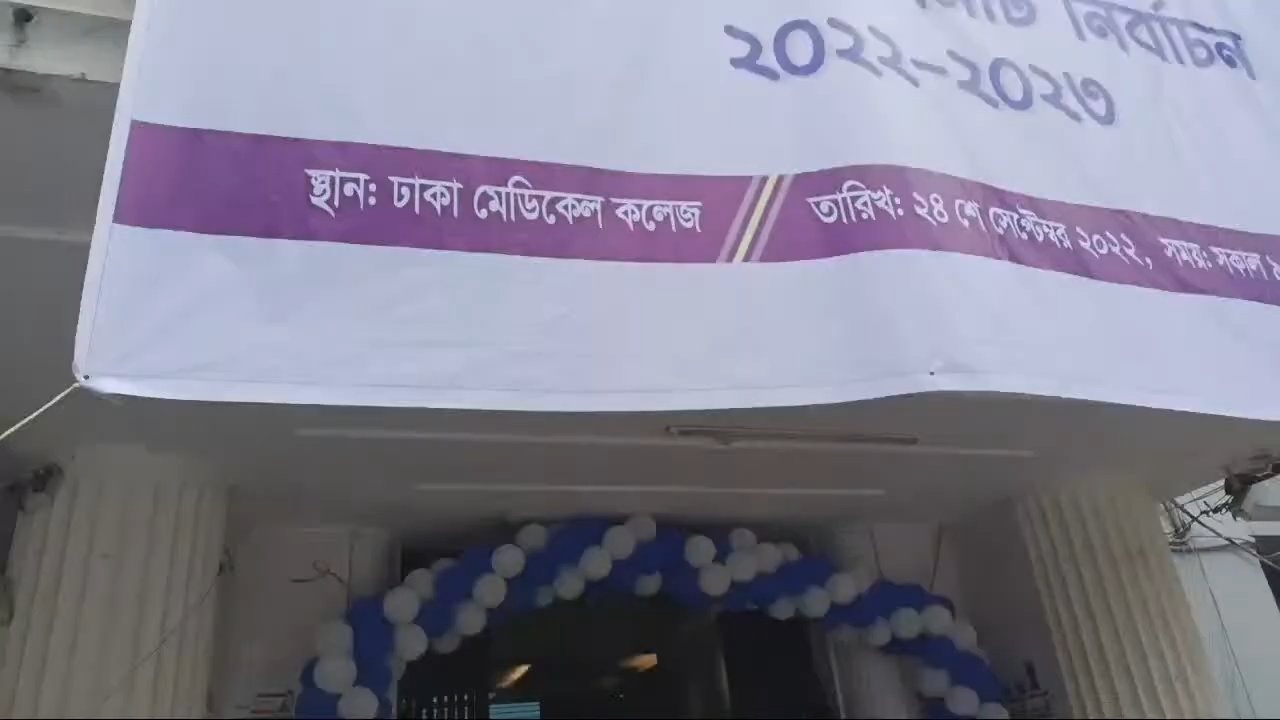 নির্বাচন
২০২২-২০২৩
স্থান: ঢাকা মেডিকেল কলেজ // তারিখ: ২৪ শে সেপ্টেম্বর ২০২২, সময়: সকাল